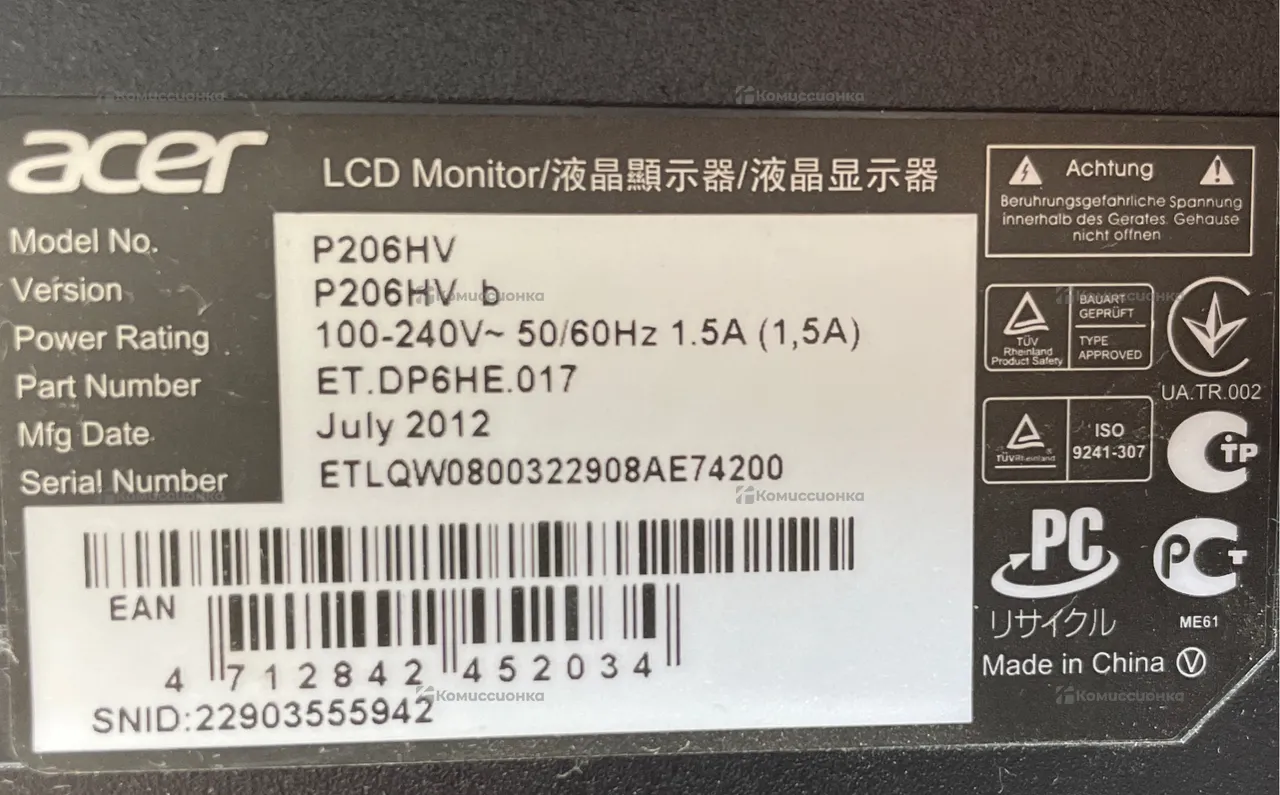 Комиссионка
Комиссионка
acer
LCD Monitor/液晶顯示器/液晶显示器
Model No. P206HV
Version P206HV b
Комиссионка
Power Rating 100-240V~ 50/60Hz 1.5A (1,5A)
Part Number ET.DP6HE.017
Mfg Date July 2012
Serial Number ETLQW0800322908AE74200
Комиссионка
Комиссионка
EAN
4 712842 452034
Комиссионка
SNID:22903555942
Achtung
Beruhrungsgefahrliche Spannung
innerhalb des Gerates. Gehause
nicht offnen
Комиссионка
TÜV
Rheinland
Product Safety
BAUART
GEPRÜFT
TYPE
APPROVED
UA.TR.002
TÜVRheinland®
ISO
9241-307
СТР
PC
リサイクル
РСТ
ME61
Made in China V
Комиссионка